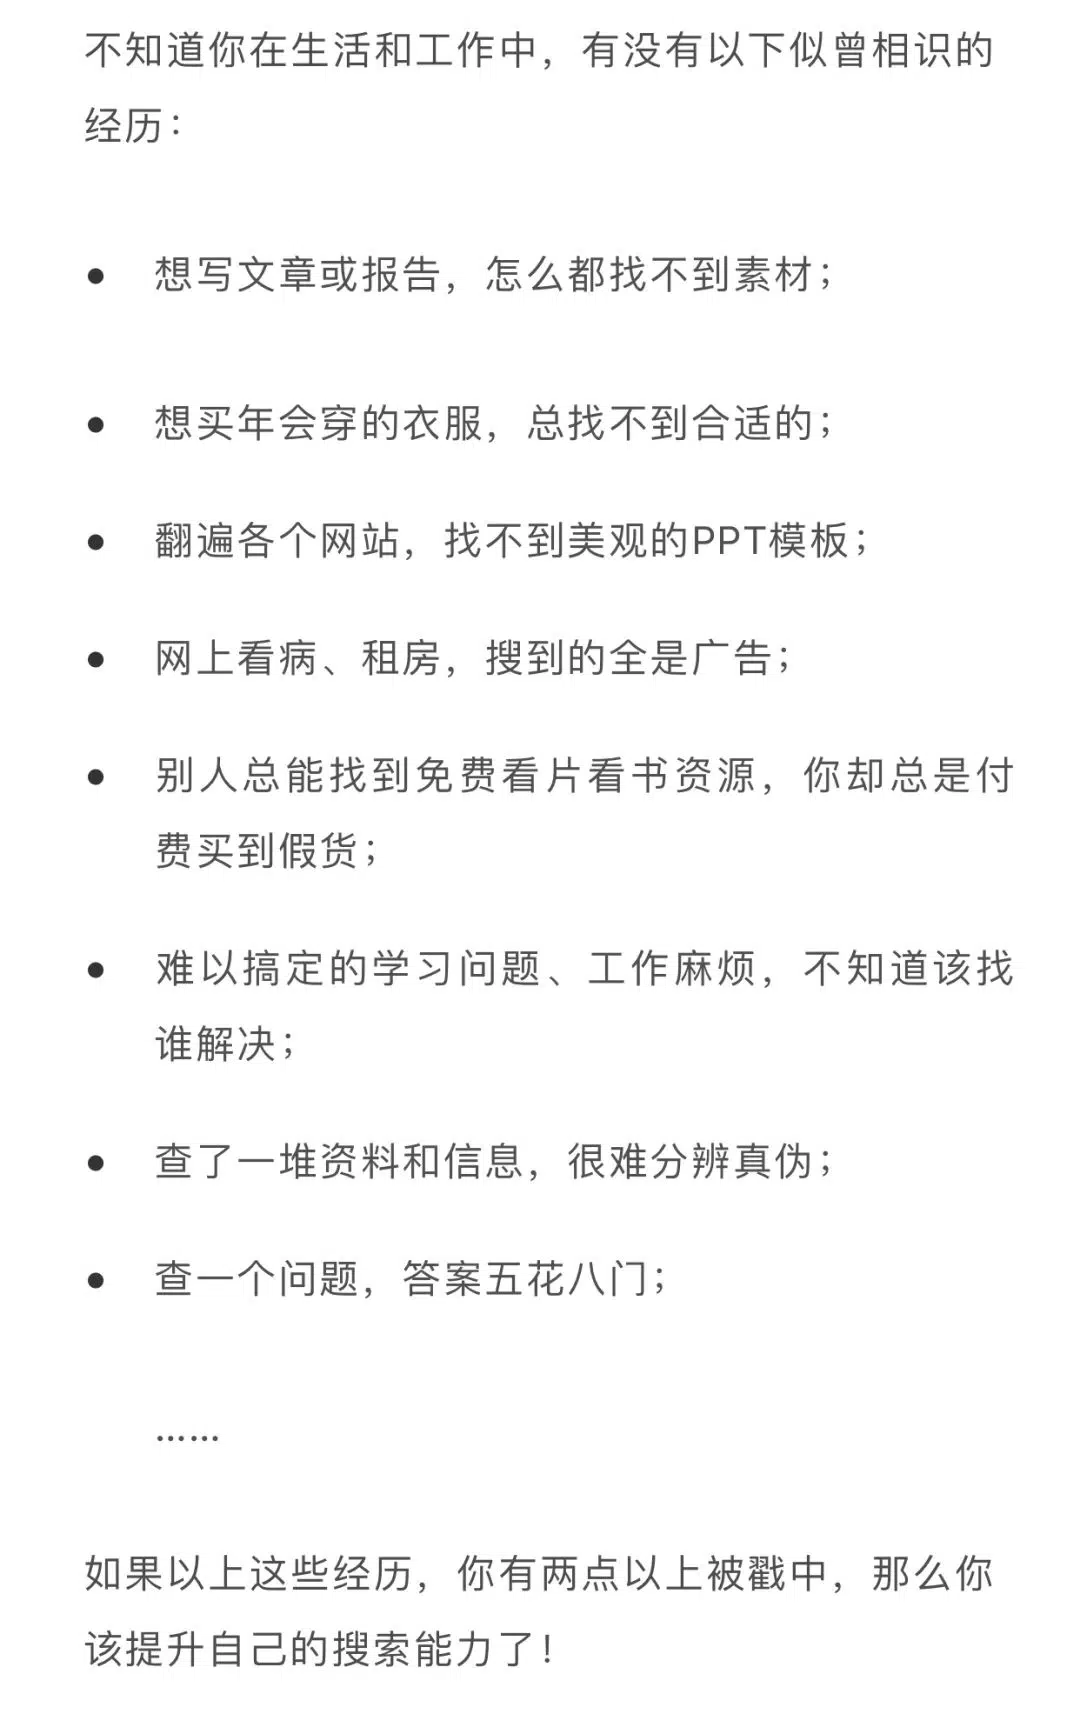 不知道你在生活和工作中，有没有以下似曾相识的
经历：
● 想写文章或报告，怎么都找不到素材；
● 想买年会穿的衣服，总找不到合适的；
● 翻遍各个网站，找不到美观的PPT模板；
● 网上看病、租房，搜到的全是广告；
● 别人总能找到免费看片看书资源，你却总是付
费买到假货；
● 难以搞定的学习问题、工作麻烦，不知道该找
谁解决；
● 查了一堆资料和信息，很难分辨真伪；
● 查一个问题，答案五花八门；
……
如果以上这些经历，你有两点以上被戳中，那么你
该提升自己的搜索能力了！